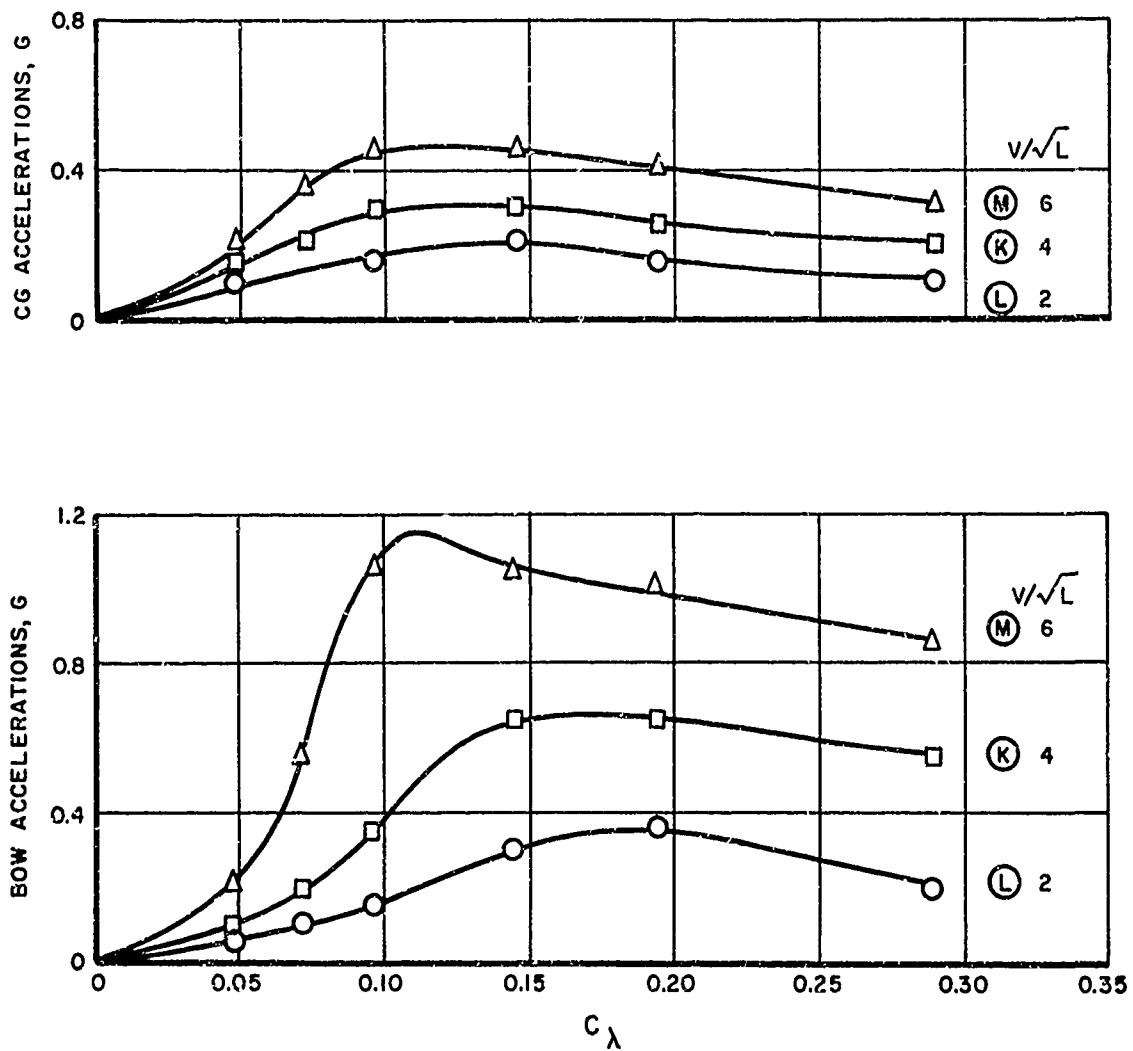 CG ACCELERATIONS, G
0.8
0.4
0
V/√L
M 6
K 4
L 2
BOW ACCELERATIONS, G
1.2
0.8
0.4
0
V/√L
M 6
K 4
L 2
0 0.05 0.10 0.15 0.20 0.25 0.30 0.35
Cλ